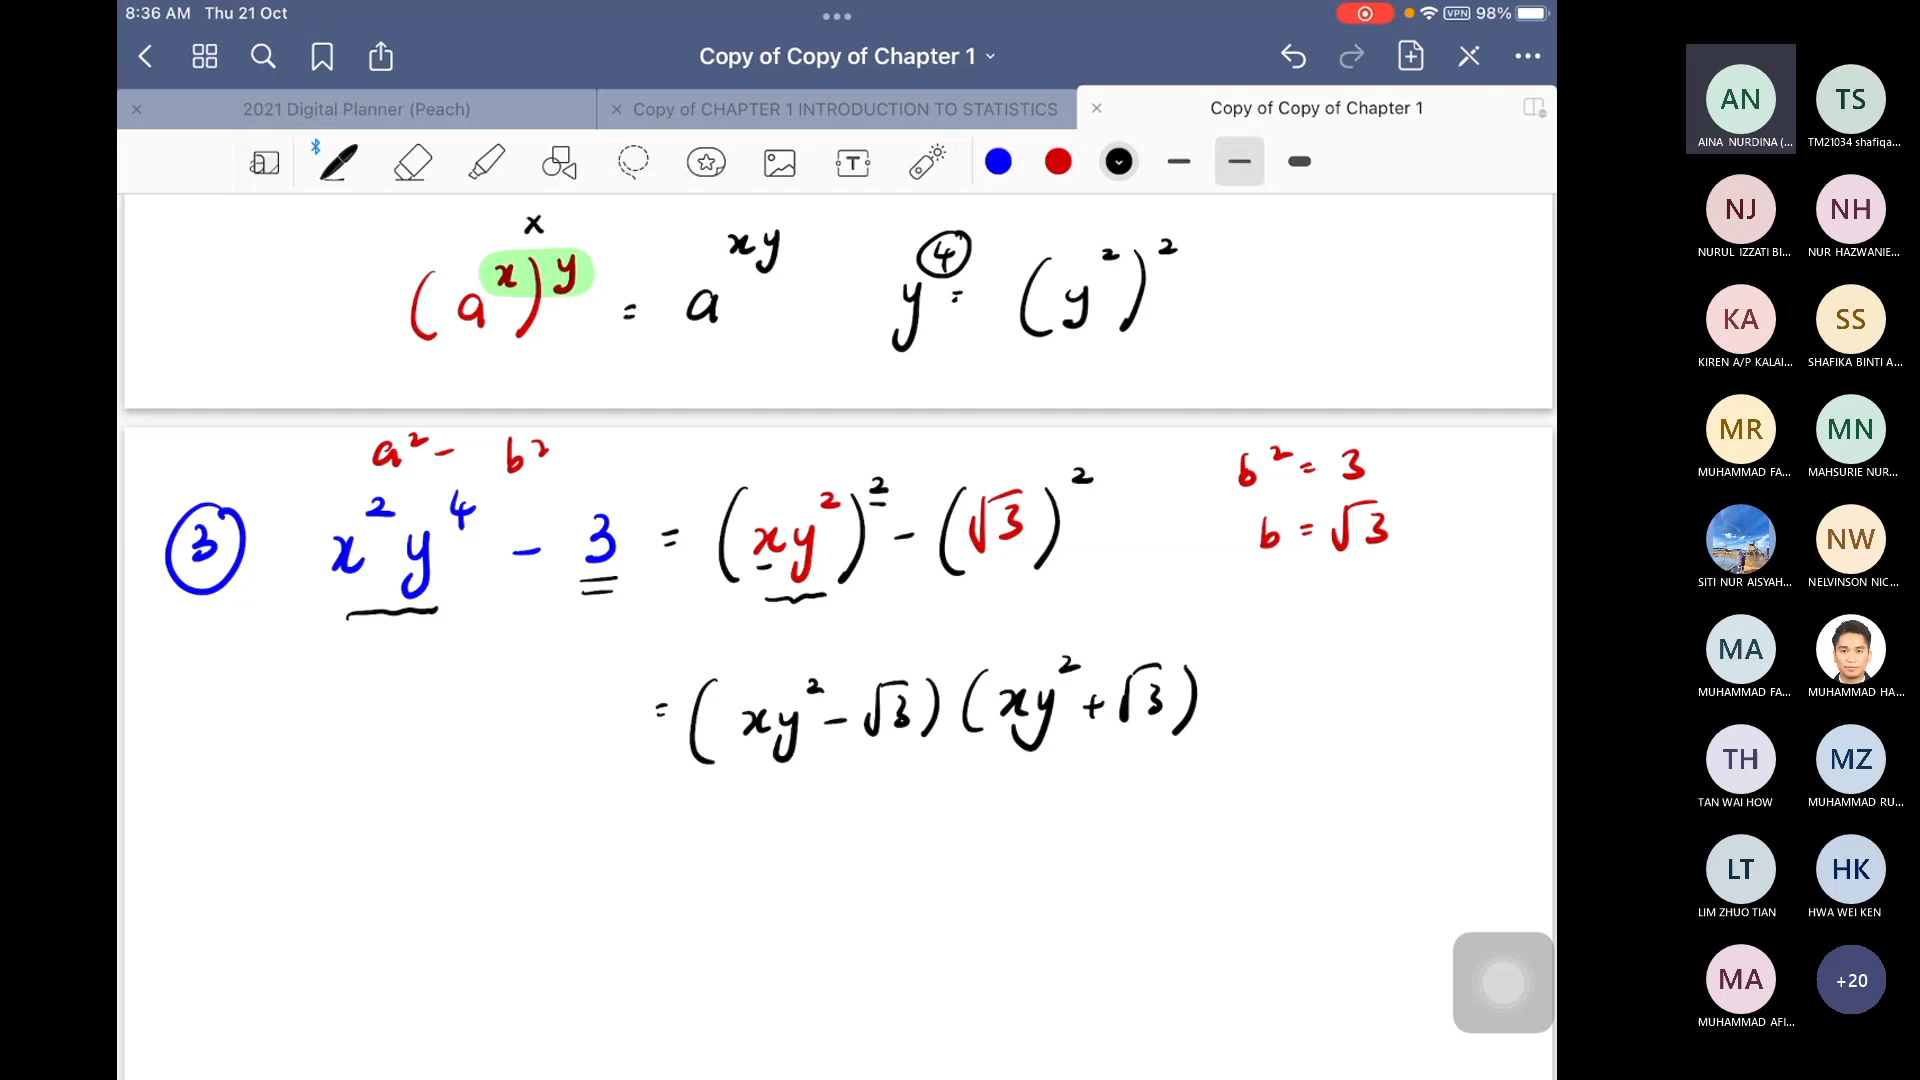 8:36 AM Thu 21 Oct
VPN 98%
Copy of Copy of Chapter 1
2021 Digital Planner (Peach)
Copy of CHAPTER 1 INTRODUCTION TO STATISTICS
Copy of Copy of Chapter 1
T
x
(a^x)^y = a^{xy}
y^4 = (y^2)^2
a^2 - b^2
b^2 = 3
③ x^2y^4 - 3 = (xy^2)^2 - (√3)^2
b = √3
= (xy^2 - √3)(xy^2 + √3)
AN
AINA NURDINA (...
TS
TM21034 shafiqa...
NJ
NURUL IZZATI BI...
NH
NUR HAZWANIE...
KA
KIREN A/P KALAI...
SS
SHAFIKA BINTI A...
MR
MUHAMMAD FA...
MN
MAHSURIE NUR...
SITI NUR AISYAH...
NW
NELVINSON NIC...
MA
MUHAMMAD FA...
MUHAMMAD HA...
TH
TAN WAI HOW
MZ
MUHAMMAD RU...
LT
LIM ZHUO TIAN
HK
HWA WEI KEN
MA
MUHAMMAD AFI...
+20